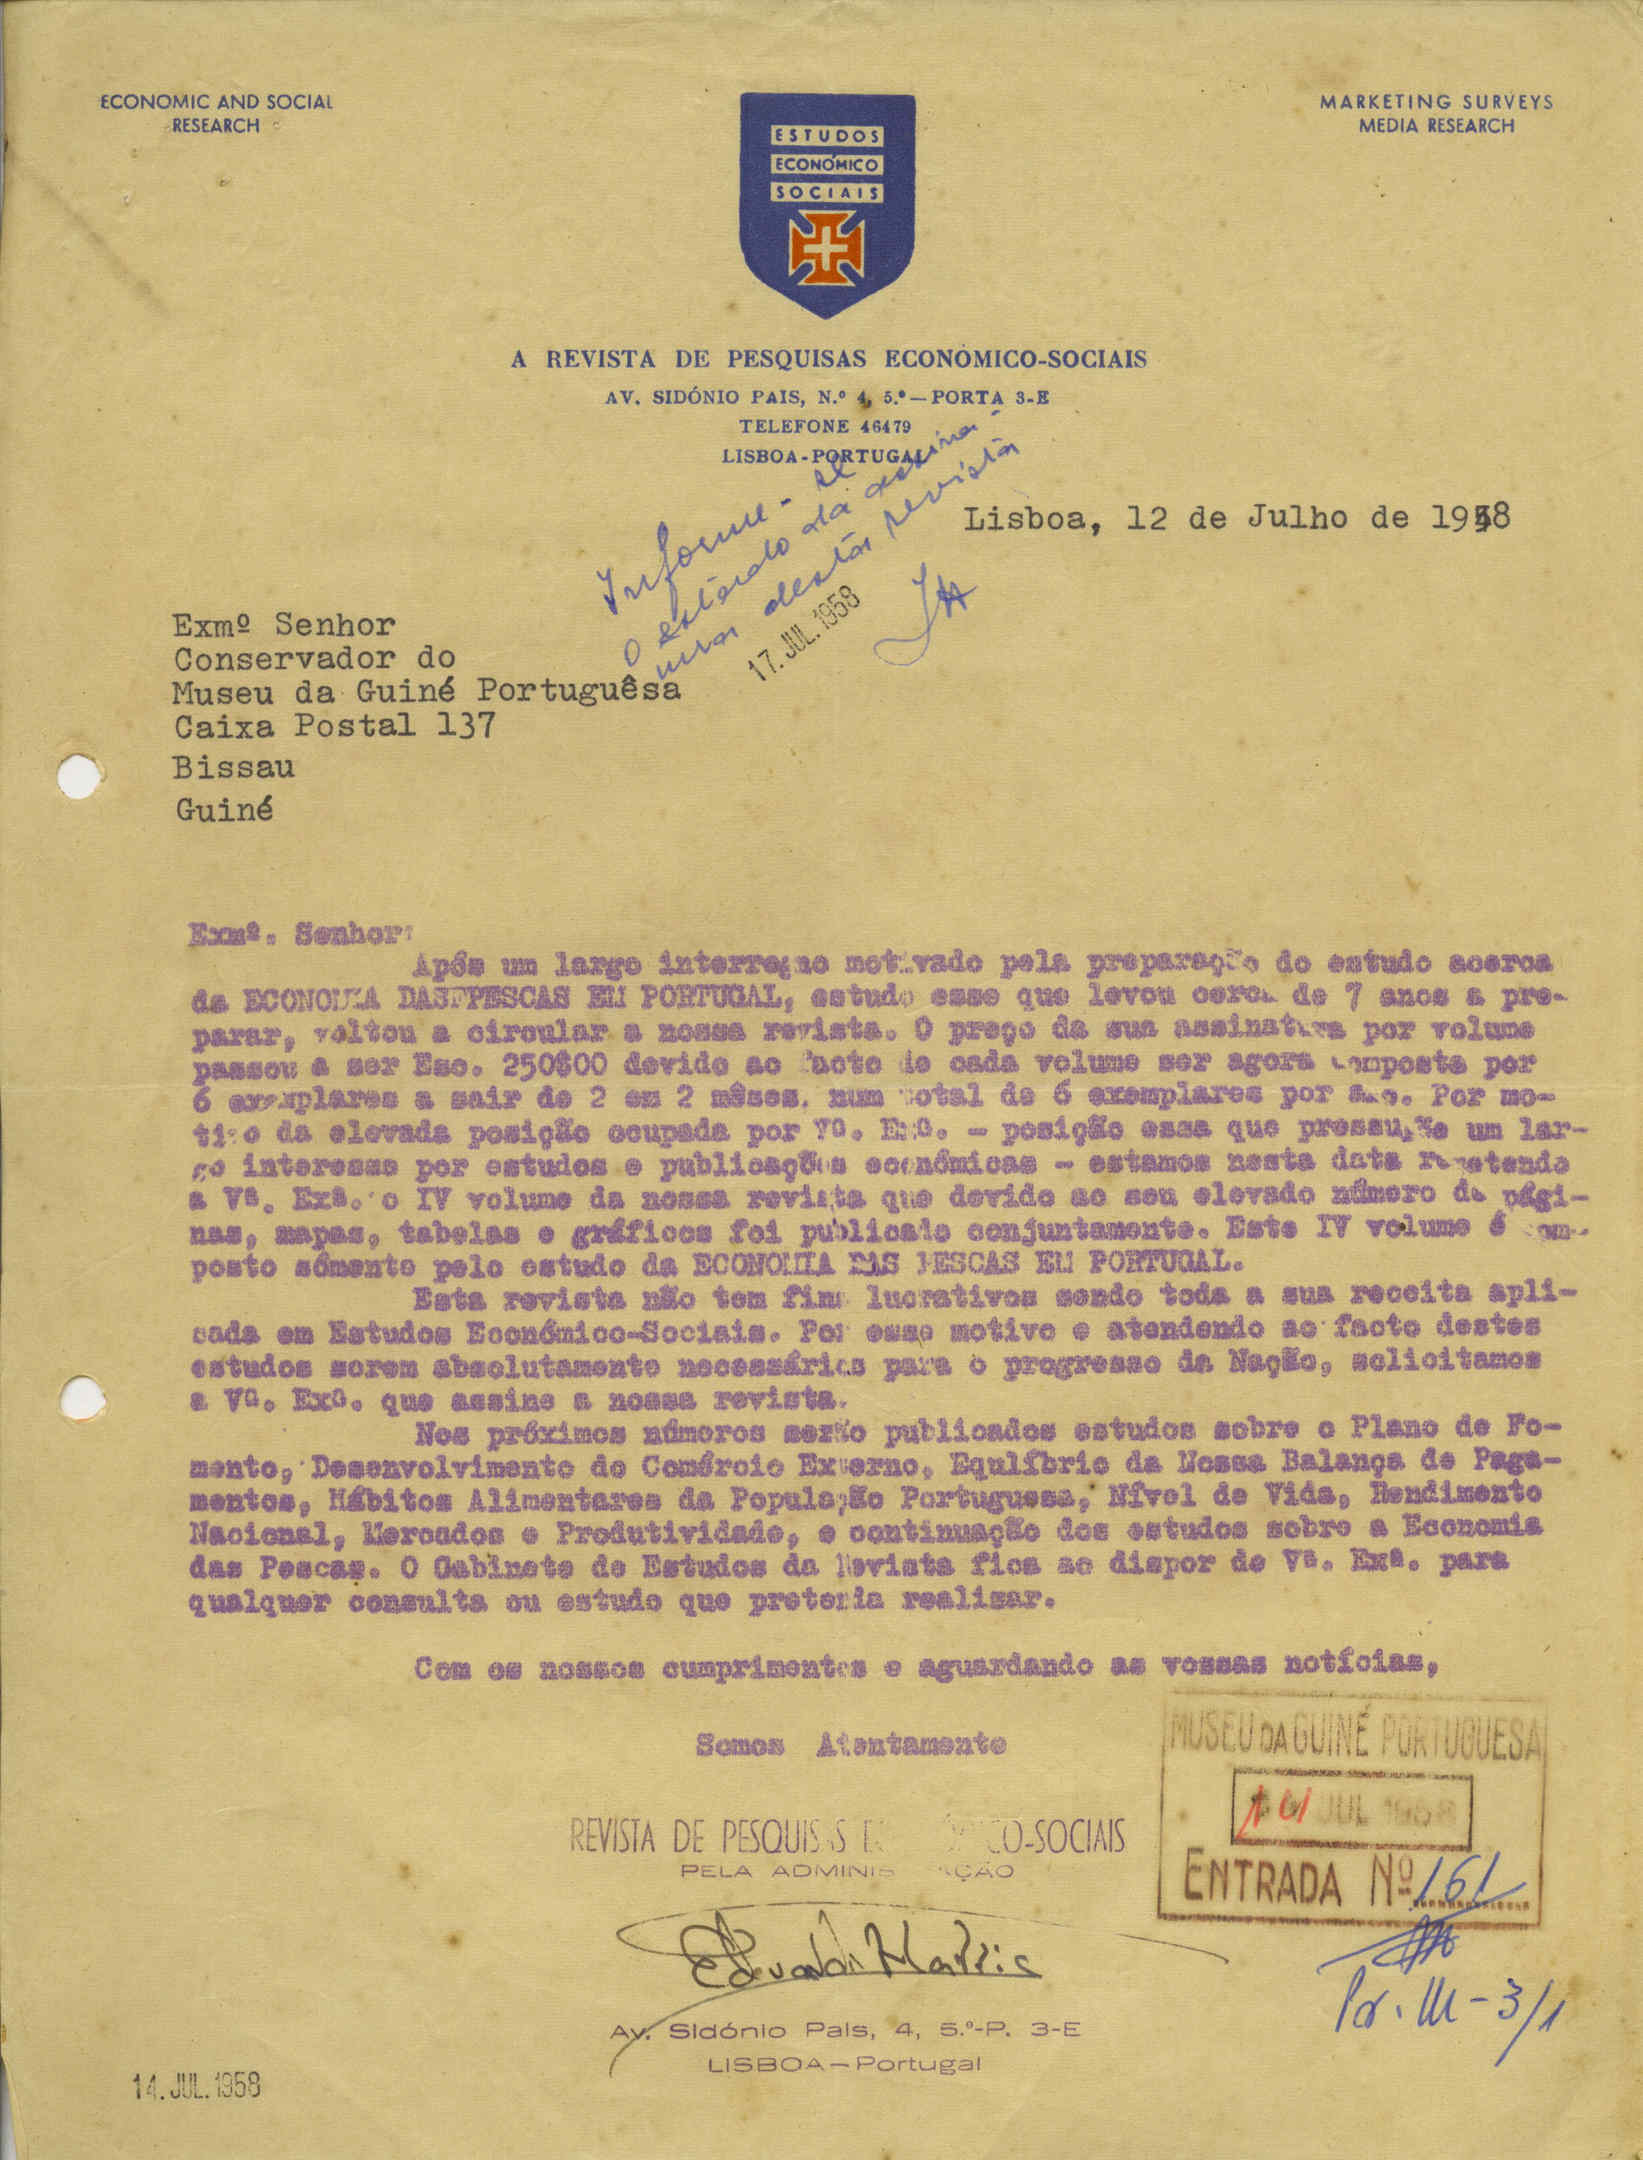 ECONOMIC AND SOCIAL
RESEARCH
MARKETING SURVEYS
MEDIA RESEARCH
ESTUDOS
ECONÓMICO
SOCIAIS
A REVISTA DE PESQUISAS ECONÓMICO-SOCIAIS
AV. SIDÓNIO PAIS, N.º 4, 5.º — PORTA 3-E
TELEFONE 46479
LISBOA - PORTUGAL
Informe-se
o estado da assina-
tura desta revista
17. JUL. 1958
Lisboa, 12 de Julho de 1958
Exmº Senhor
Conservador do
Museu da Guiné Portuguêsa
Caixa Postal 137
Bissau
Guiné
Exmº. Senhor:
Após um largo interregno motivado pela preparação do estudo acerca
da ECONOMIA DAS PESCAS EM PORTUGAL, estudo esse que levou cerca de 7 anos a pre-
parar, voltou a circular a nossa revista. O preço da sua assinatura por volume
passou a ser Esc. 250$00 devido ao facto de cada volume ser agora composto por
6 exemplares a sair de 2 em 2 mêses, num total de 6 exemplares por ano. Por mo-
tivo da elevada posição ocupada por Vª. Exª. - posição essa que pressupõe um lar-
go interesse por estudos e publicações económicas - estamos nesta data remetendo
a Vª. Exª. o IV volume da nossa revista que devido ao seu elevado número de pági-
nas, mapas, tabelas e gráficos foi publicado conjuntamente. Este IV volume é com-
posto sómente pelo estudo da ECONOMIA DAS PESCAS EM PORTUGAL.
Esta revista não tem fins lucrativos sendo toda a sua receita apli-
cada em Estudos Económico-Sociais. Por esse motivo e atendendo ao facto destes
estudos serem absolutamente necessários para o progresso da Nação, solicitamos
a Vª. Exª. que assine a nossa revista.
Nos próximos números serão publicados estudos sobre o Plano de Fo-
mento, Desenvolvimento do Comércio Externo, Equlíbrio da Nossa Balança de Paga-
mentos, Hábitos Alimentares da População Portuguesa, Nível de Vida, Rendimento
Nacional, Mercados e Produtividade, e continuação dos estudos sobre a Economia
das Pescas. O Gabinete de Estudos da Revista fica ao dispor de Vª. Exª. para
qualquer consulta ou estudo que pretenda realizar.
Com os nossos cumprimentos e aguardando as vossas notícias,
Somos Atentamente
REVISTA DE PESQUISAS ECONÓMICO-SOCIAIS
PELA ADMINISTRAÇÃO
Av. Sidónio Pais, 4, 5.º-P. 3-E
LISBOA — Portugal
MUSEU DA GUINÉ PORTUGUESA
JUL 1958
ENTRADA Nº 161
III-3/1
14. JUL. 1958